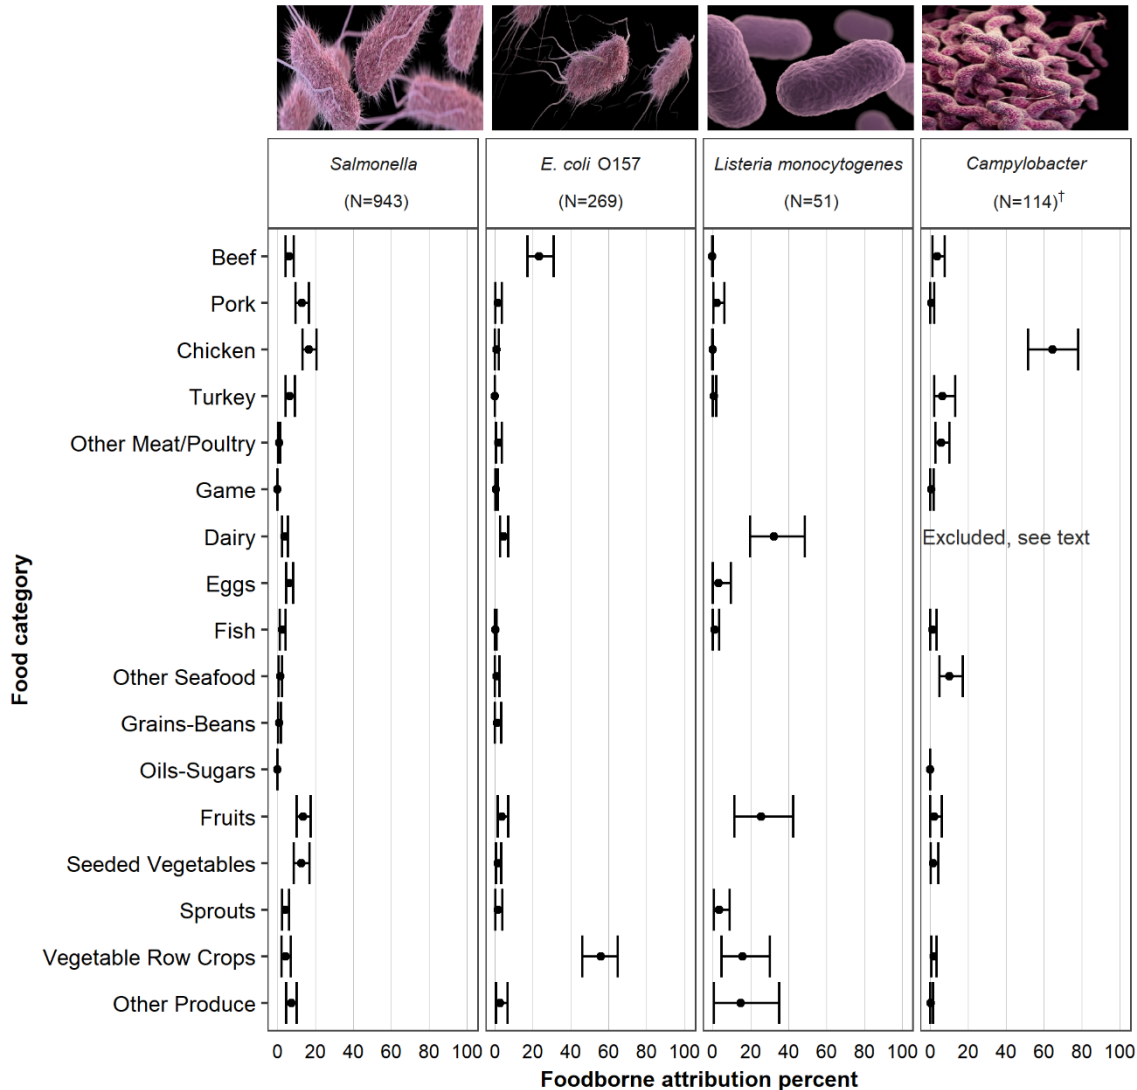 Salmonella
(N=943)
E. coli O157
(N=269)
Listeria monocytogenes
(N=51)
Campylobacter
(N=114)†
Food category
Beef
Pork
Chicken
Turkey
Other Meat/Poultry
Game
Dairy
Excluded, see text
Eggs
Fish
Other Seafood
Grains-Beans
Oils-Sugars
Fruits
Seeded Vegetables
Sprouts
Vegetable Row Crops
Other Produce
0 20 40 60 80 100 0 20 40 60 80 100 0 20 40 60 80 100 0 20 40 60 80 100
Foodborne attribution percent